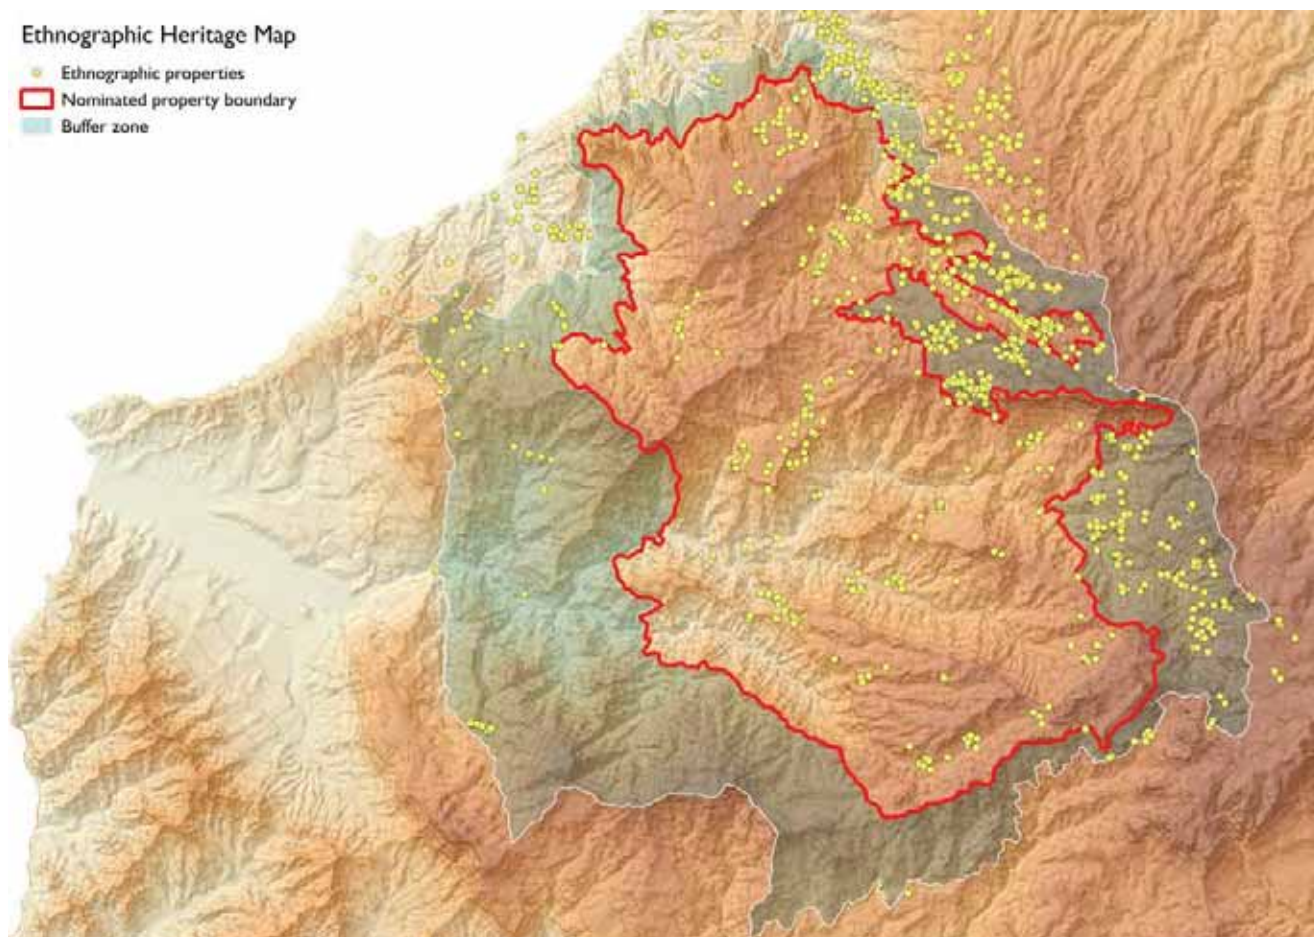 Ethnographic Heritage Map
Ethnographic properties
Nominated property boundary
Buffer zone